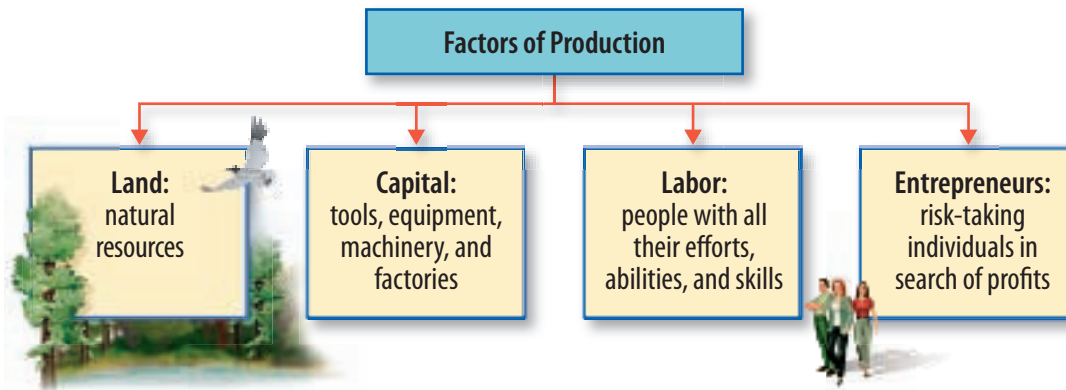 Factors of Production
Land:
natural
resources
Capital:
tools, equipment,
machinery, and
factories
Labor:
people with all
their efforts,
abilities, and skills
Entrepreneurs:
risk-taking
individuals in
search of profits